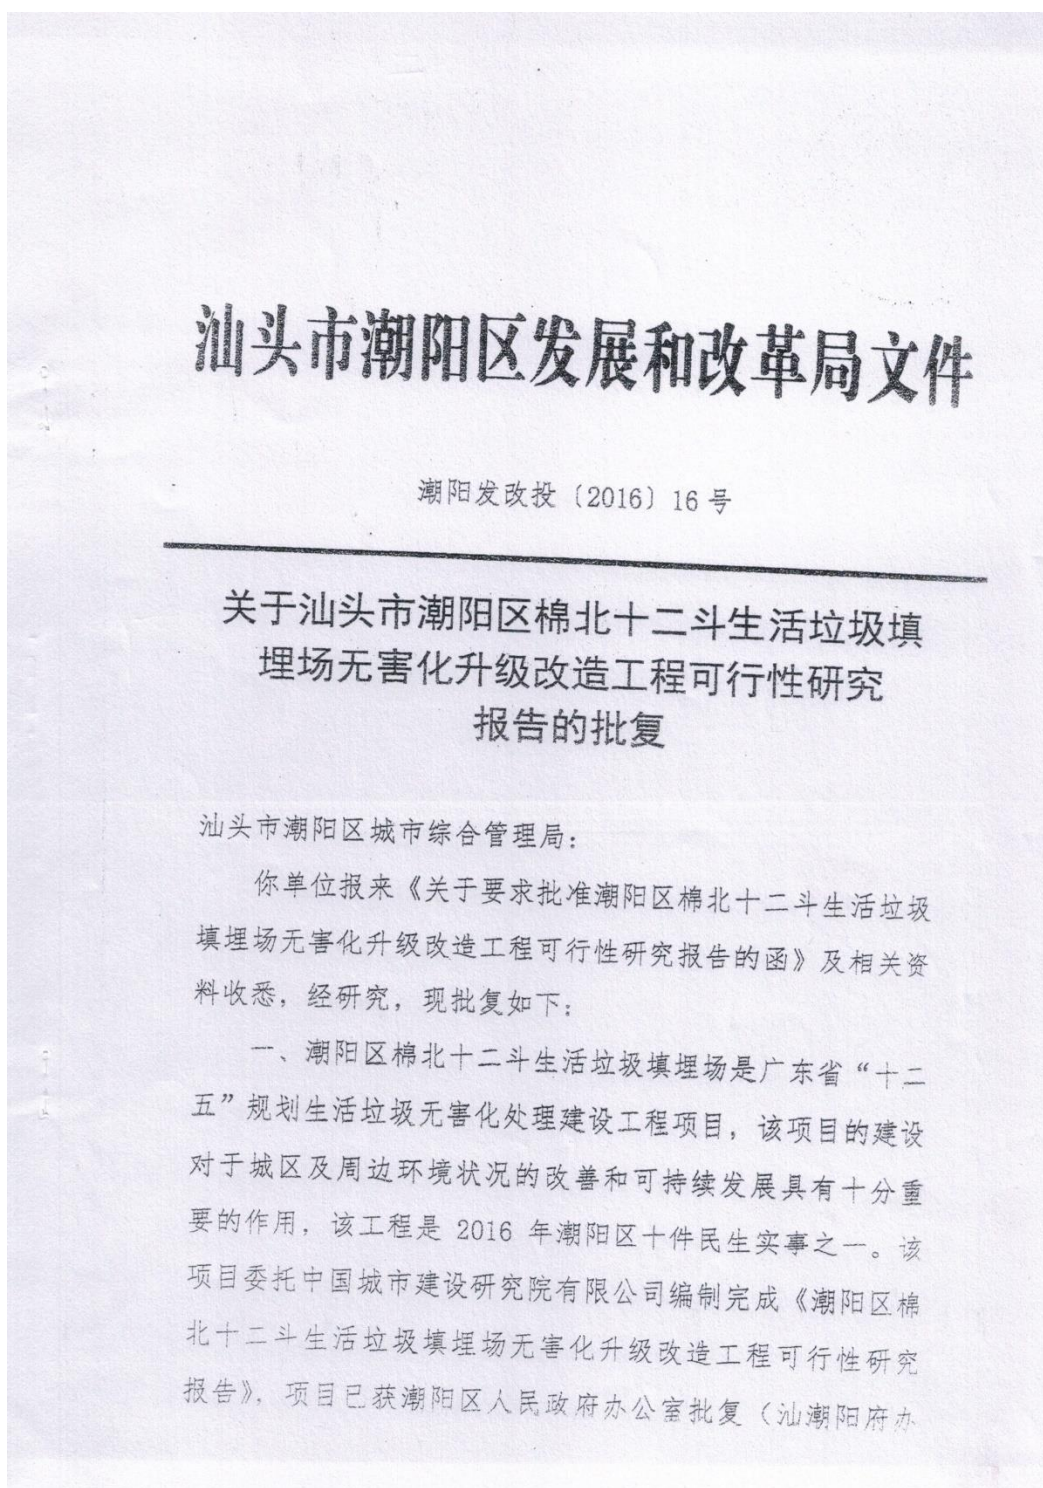 汕头市潮阳区发展和改革局文件
潮阳发改投〔2016〕16号
关于汕头市潮阳区棉北十二斗生活垃圾填
埋场无害化升级改造工程可行性研究
报告的批复
汕头市潮阳区城市综合管理局：
你单位报来《关于要求批准潮阳区棉北十二斗生活垃圾
填埋场无害化升级改造工程可行性研究报告的函》及相关资
料收悉，经研究，现批复如下：
一、潮阳区棉北十二斗生活垃圾填埋场是广东省“十二
五”规划生活垃圾无害化处理建设工程项目，该项目的建设
对于城区及周边环境状况的改善和可持续发展具有十分重
要的作用，该工程是 2016 年潮阳区十件民生实事之一。该
项目委托中国城市建设研究院有限公司编制完成《潮阳区棉
北十二斗生活垃圾填埋场无害化升级改造工程可行性研究
报告》，项目已获潮阳区人民政府办公室批复（汕潮阳府办